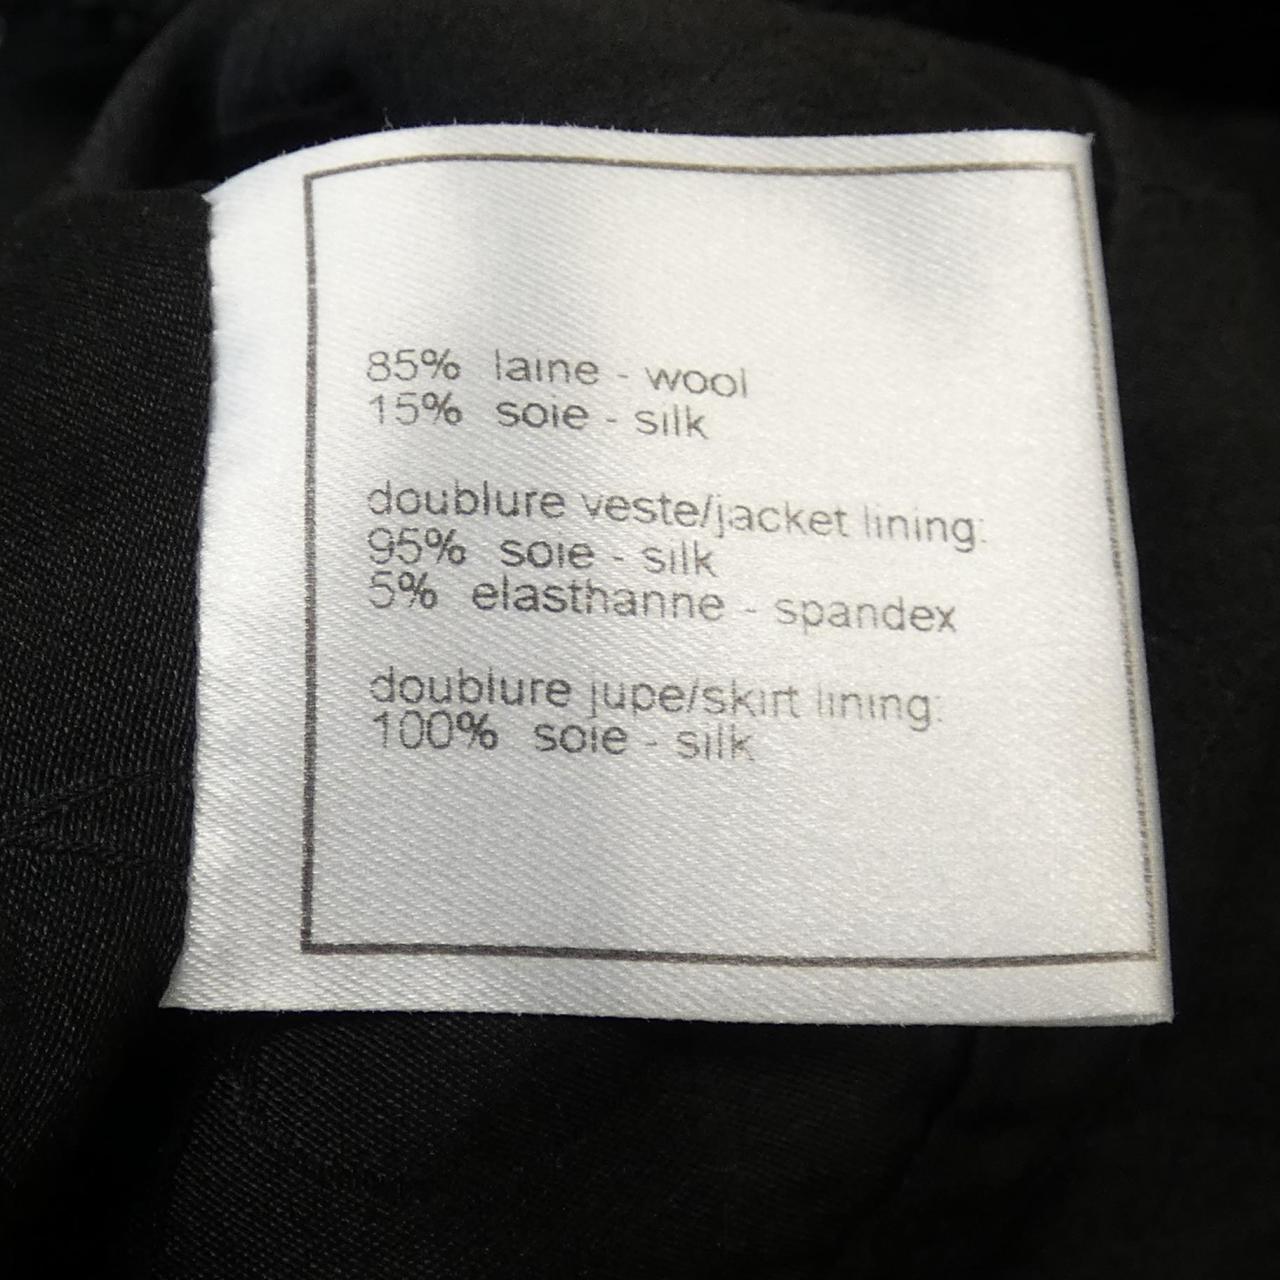 85% laine - wool
15% soie - silk
doublure veste/jacket lining:
95% soie - silk
5% elasthanne - spandex
doublure jupe/skirt lining:
100% soie - silk